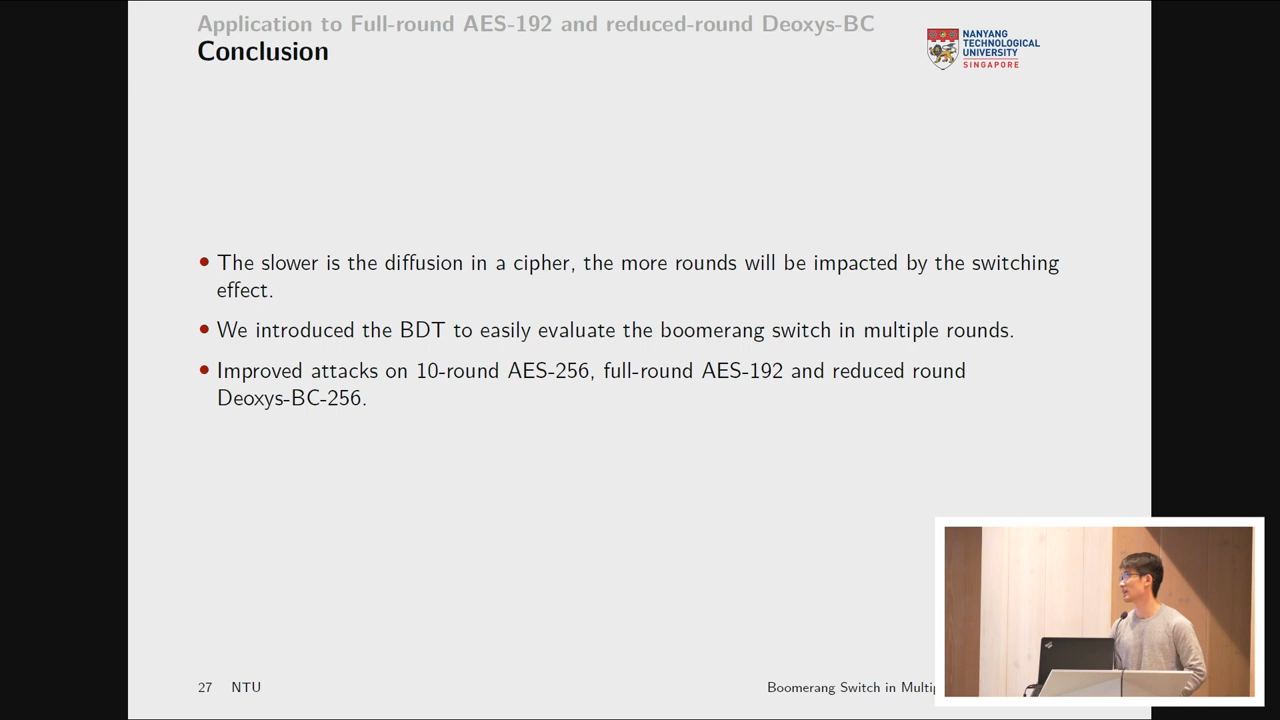 Application to Full-round AES-192 and reduced-round Deoxys-BC
Conclusion
NANYANG
TECHNOLOGICAL
UNIVERSITY
SINGAPORE
• The slower is the diffusion in a cipher, the more rounds will be impacted by the switching
effect.
• We introduced the BDT to easily evaluate the boomerang switch in multiple rounds.
• Improved attacks on 10-round AES-256, full-round AES-192 and reduced round
Deoxys-BC-256.
27 NTU
Boomerang Switch in